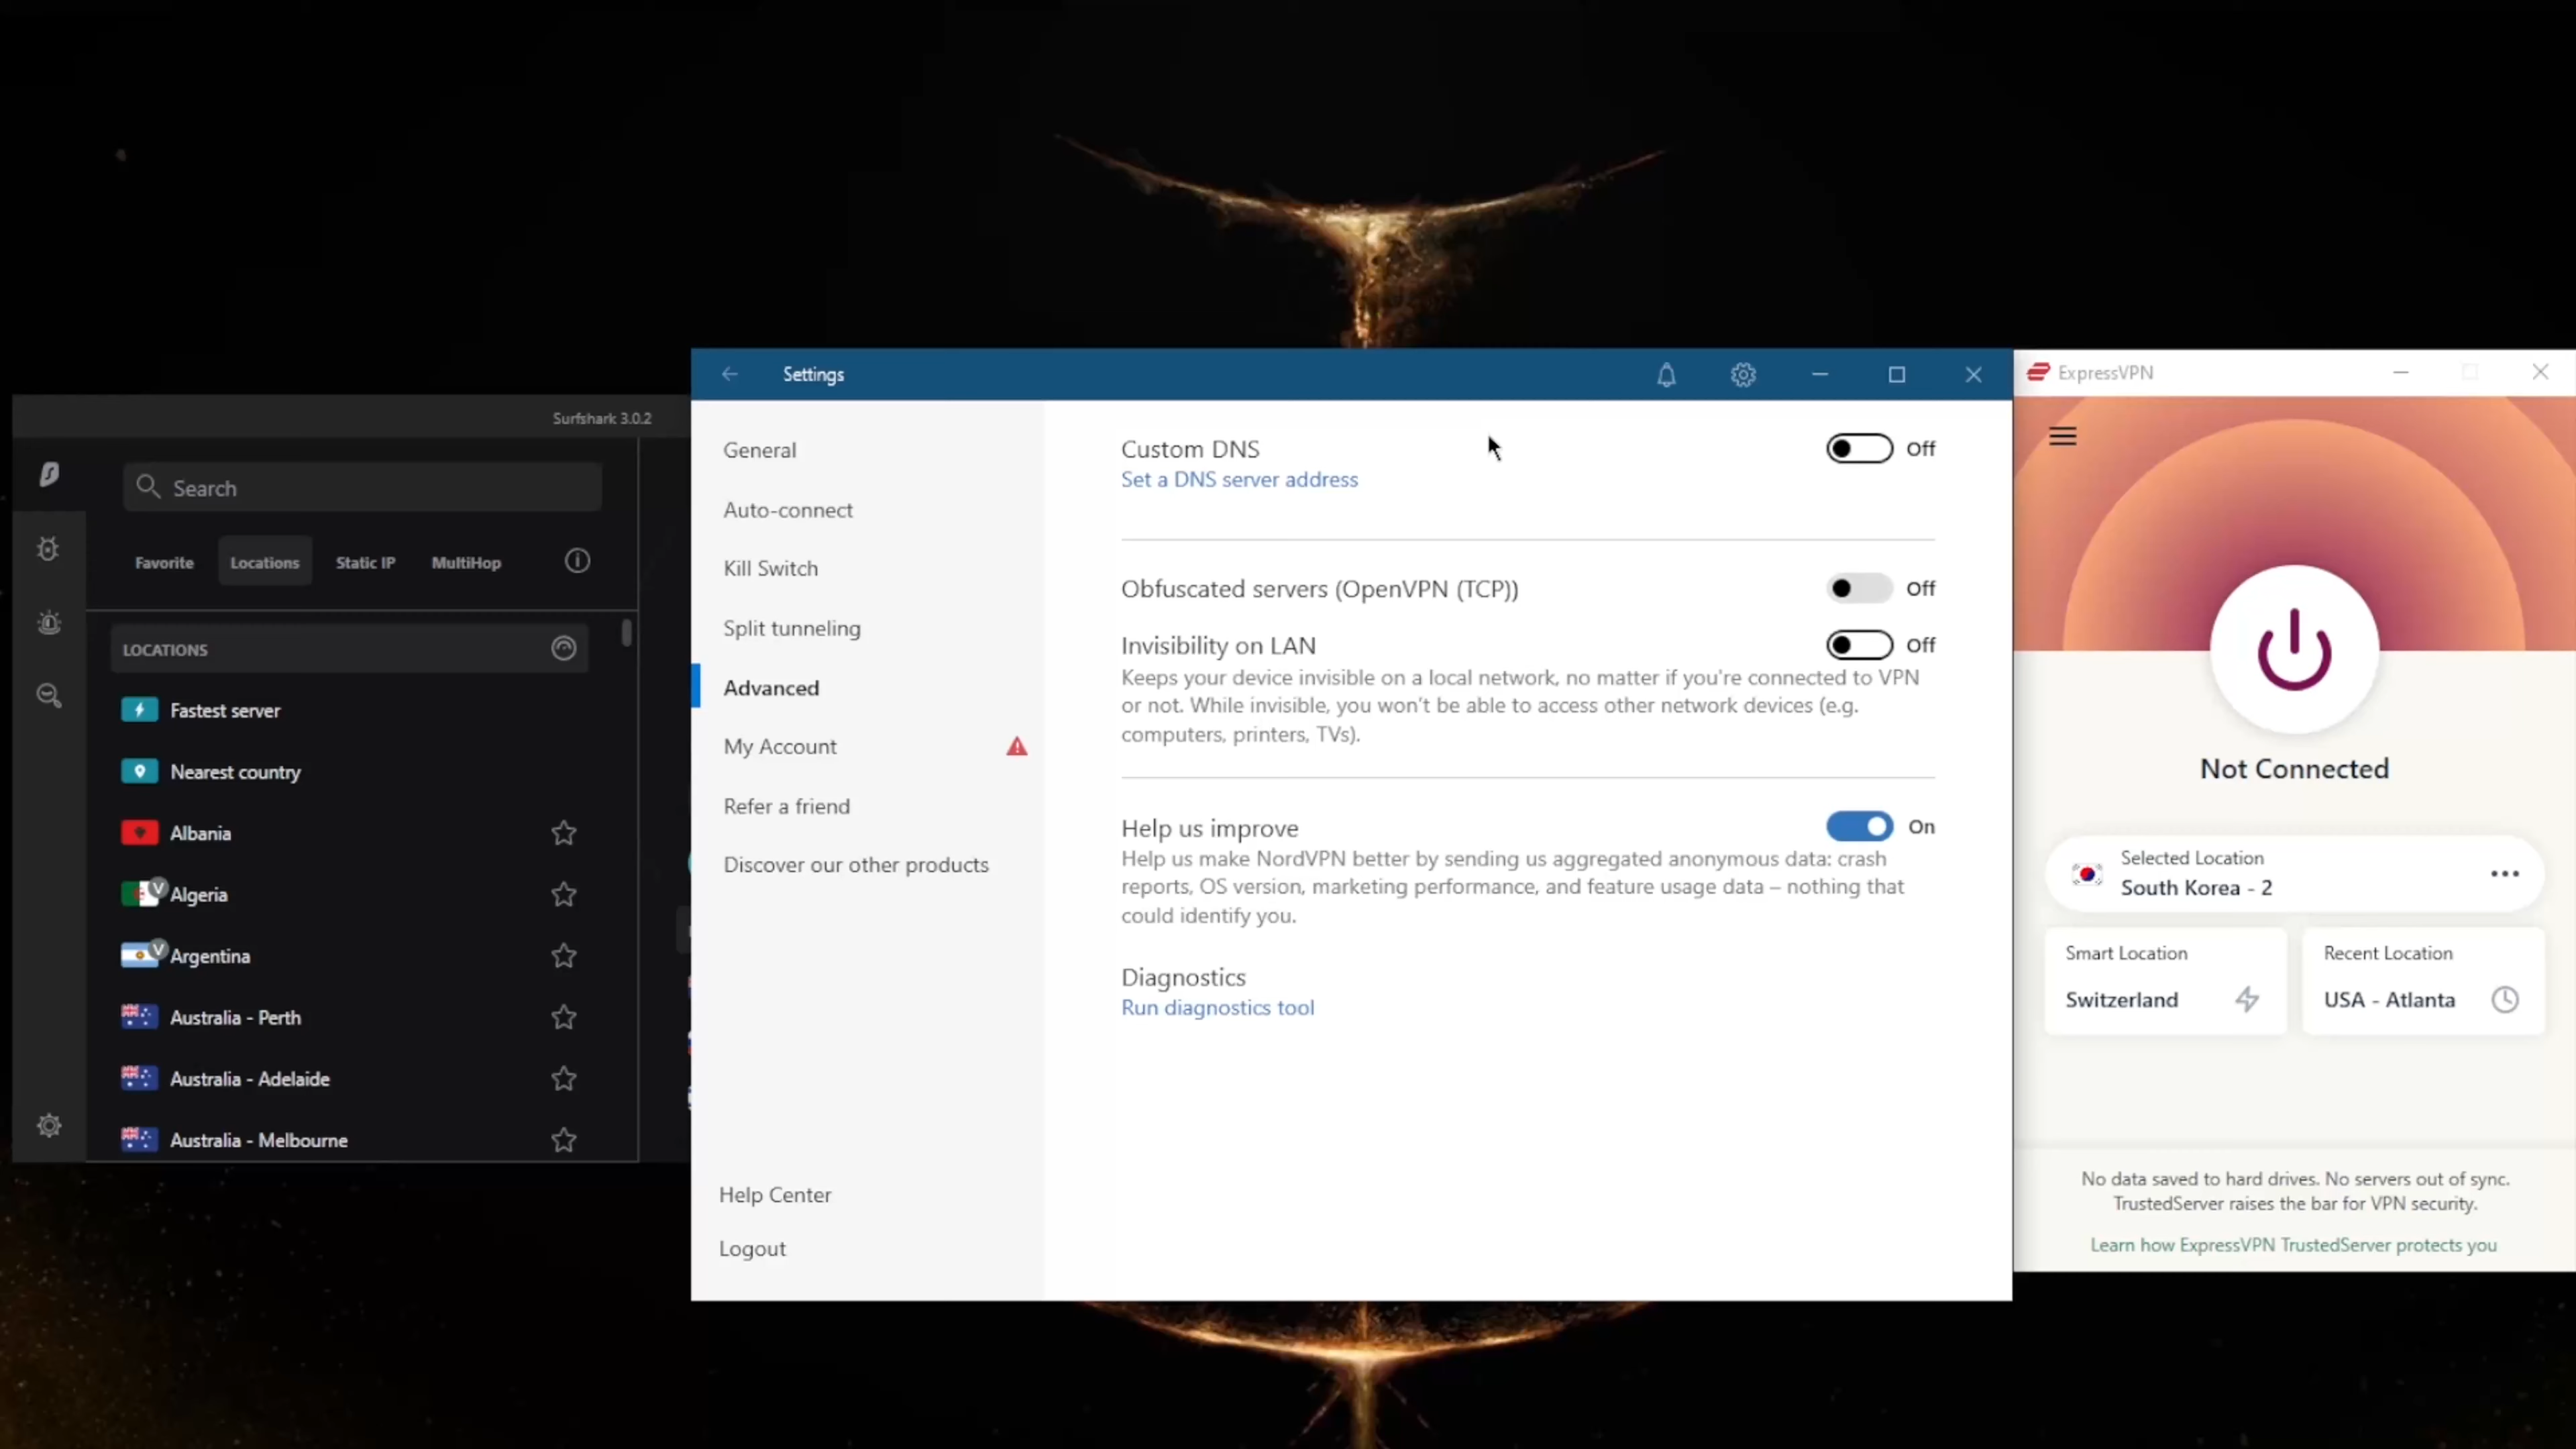 Surfshark 3.0.2
Search
Favorite
Locations
Static IP
MultiHop
LOCATIONS
Fastest server
Nearest country
Albania
V
Algeria
V
Argentina
Australia - Perth
Australia - Adelaide
Australia - Melbourne
Settings
General
Auto-connect
Kill Switch
Split tunneling
Advanced
My Account
Refer a friend
Discover our other products
Help Center
Logout
Custom DNS
Off
Set a DNS server address
Obfuscated servers (OpenVPN (TCP))
Off
Invisibility on LAN
Off
Keeps your device invisible on a local network, no matter if you're connected to VPN
or not. While invisible, you won't be able to access other network devices (e.g.
computers, printers, TVs).
Help us improve
On
Help us make NordVPN better by sending us aggregated anonymous data: crash
reports, OS version, marketing performance, and feature usage data – nothing that
could identify you.
Diagnostics
Run diagnostics tool
ExpressVPN
Not Connected
Selected Location
South Korea - 2
Smart Location
Switzerland
Recent Location
USA - Atlanta
No data saved to hard drives. No servers out of sync.
TrustedServer raises the bar for VPN security.
Learn how ExpressVPN TrustedServer protects you